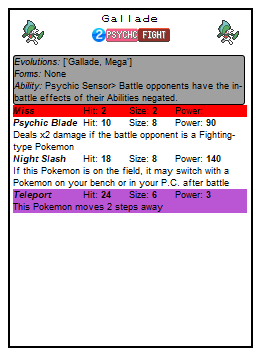 Gallade
2 PSYCHC FIGHT
Evolutions: ['Gallade, Mega']
Forms: None
Ability: Psychic Sensor> Battle opponents have the in-
battle effects of their Abilities negated.
Miss Hit: 2 Size: 2 Power:
Psychic Blade Hit: 10 Size: 8 Power: 90
Deals x2 damage if the battle opponent is a Fighting-
type Pokemon
Night Slash Hit: 18 Size: 8 Power: 140
If this Pokemon is on the field, it may switch with a
Pokemon on your bench or in your P.C. after battle
Teleport Hit: 24 Size: 6 Power: 3
This Pokemon moves 2 steps away